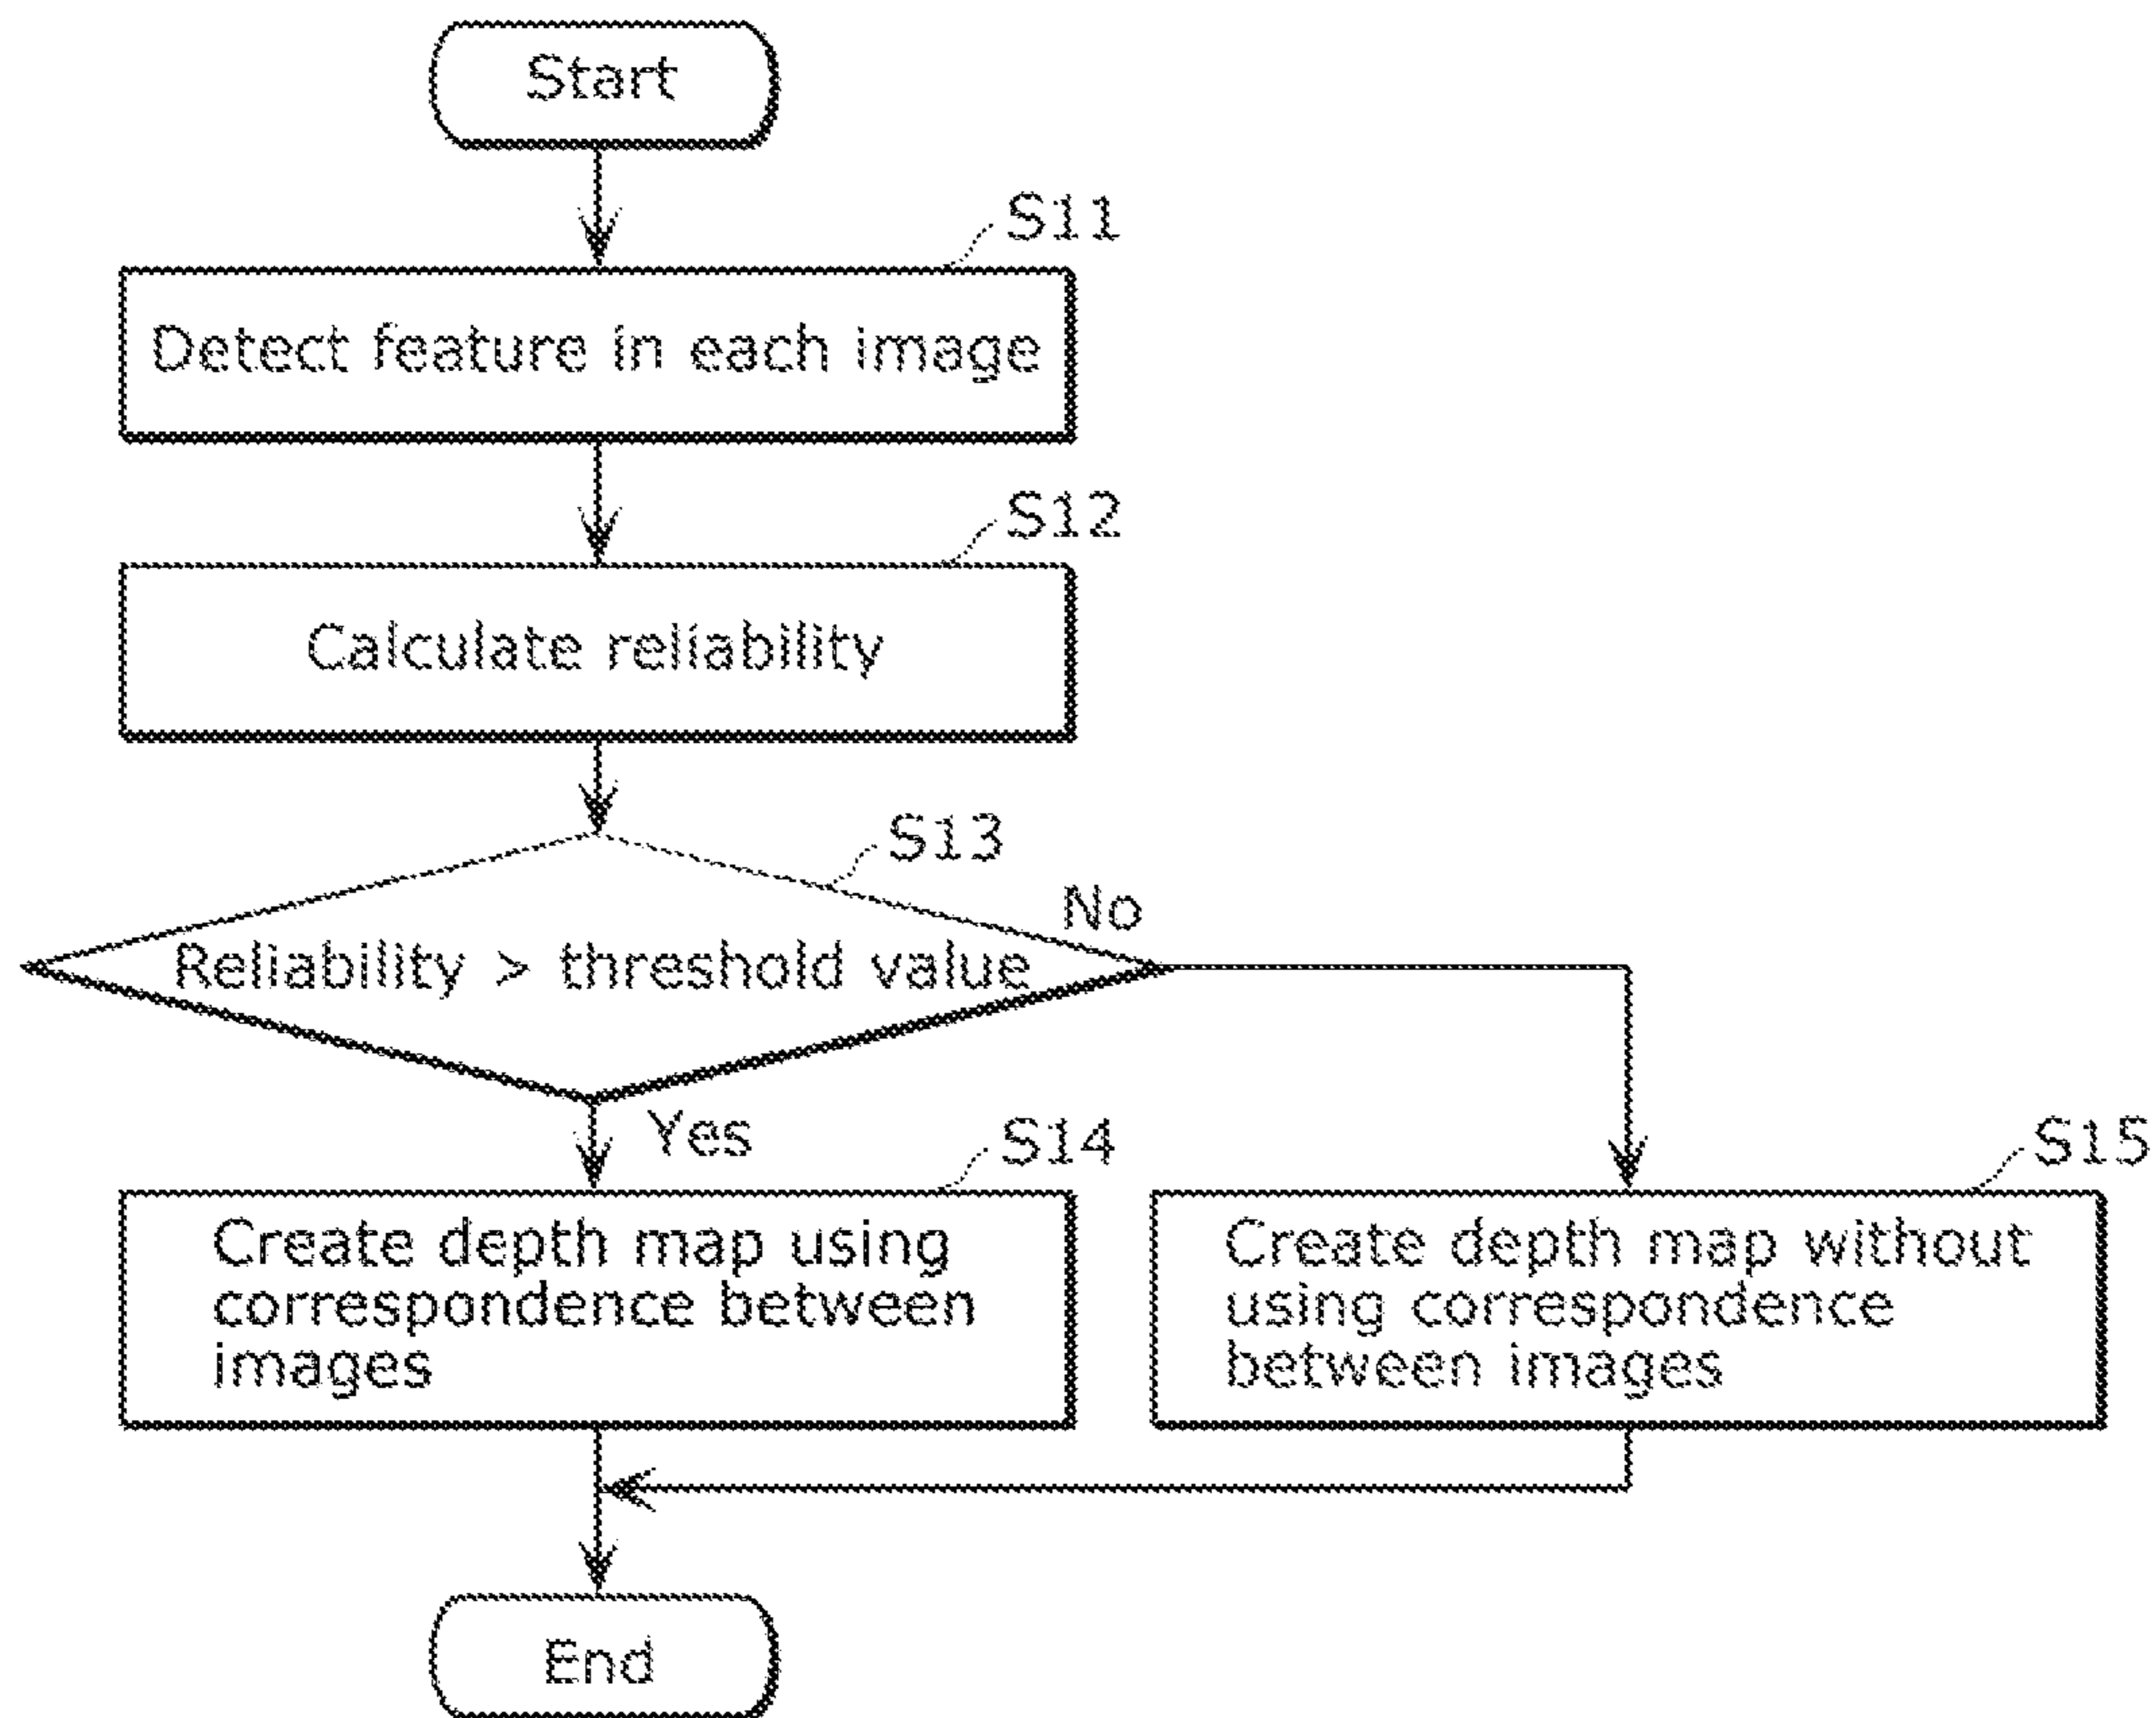 Start
S11
Detect feature in each image
S12
Calculate reliability
S13
No
Reliability > threshold value
Yes
S14
Create depth map using
correspondence between
images
S15
Create depth map without
using correspondence
between images
End